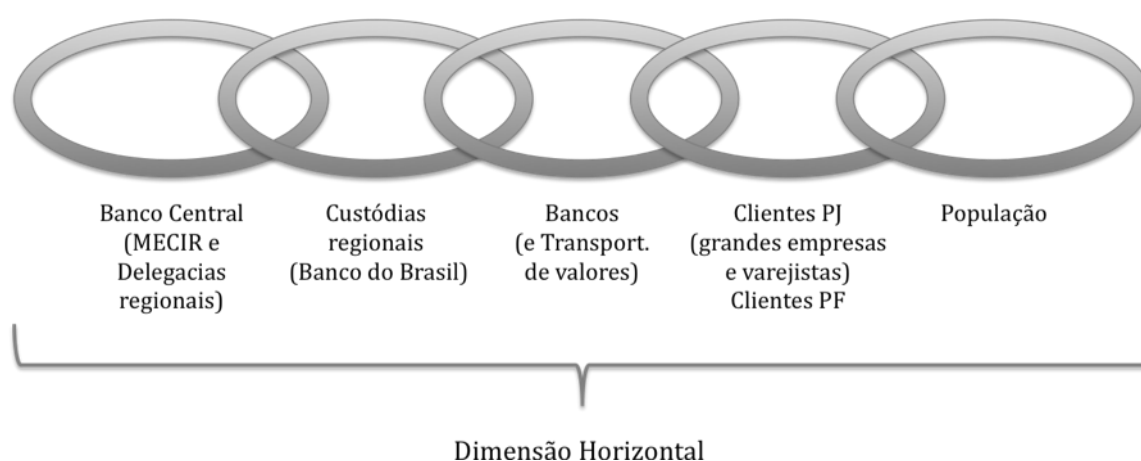 Banco Central
(MECIR e
Delegacias
regionais)
Custódias
regionais
(Banco do Brasil)
Bancos
(e Transport.
de valores)
Clientes PJ
(grandes empresas
e varejistas)
Clientes PF
População
Dimensão Horizontal